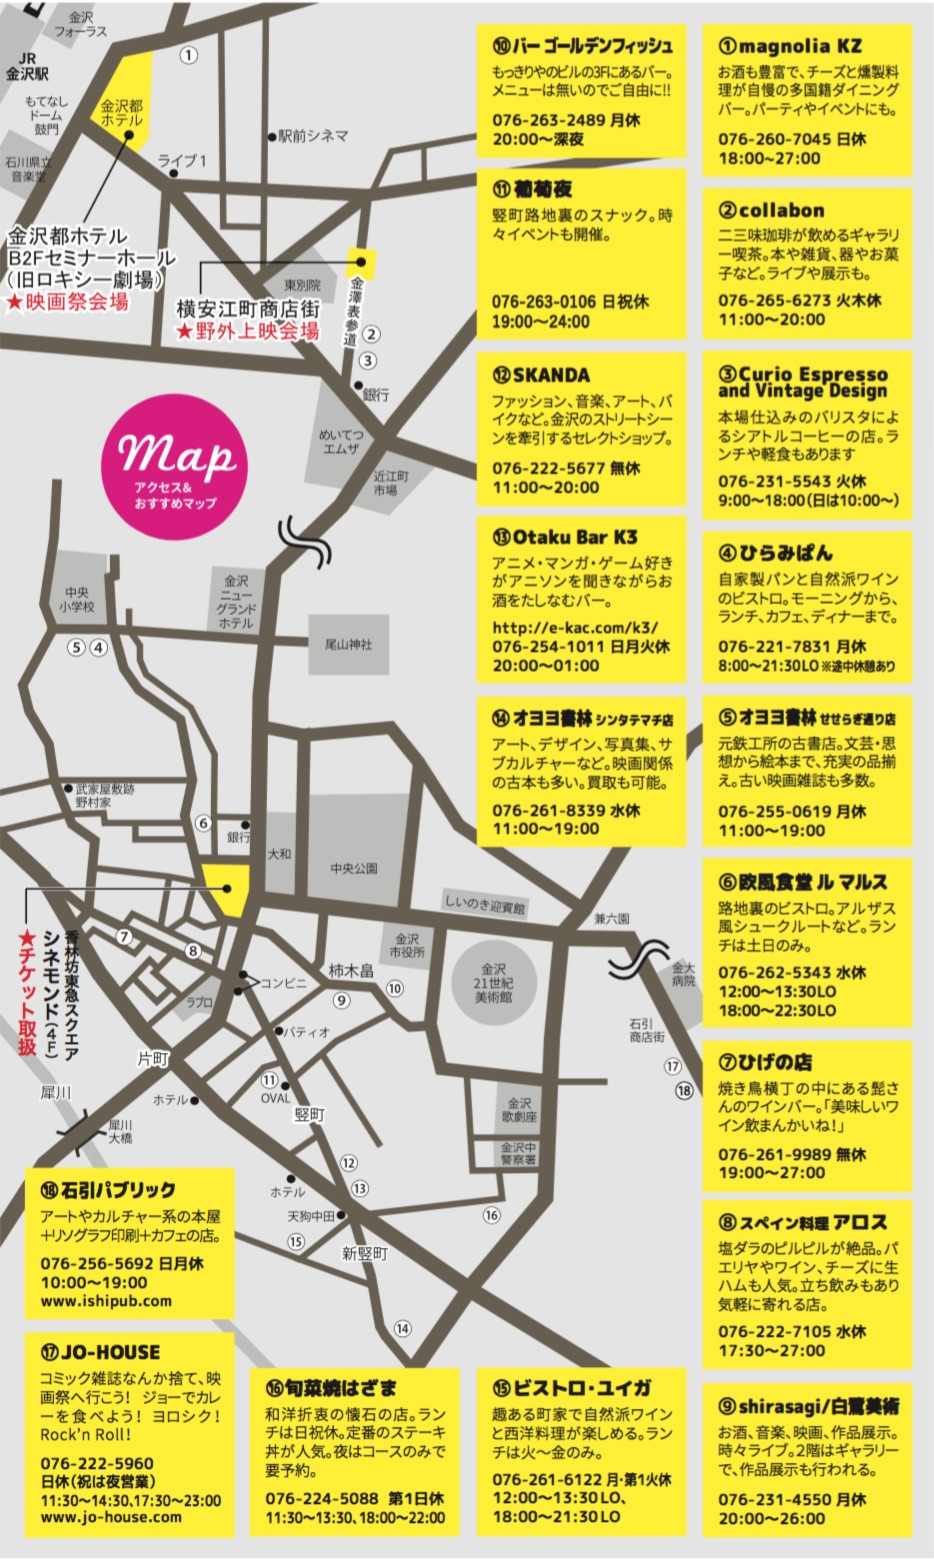 金沢
フォーラス
JR
金沢駅
もてなし
ドーム
鼓門
石川県立
音楽堂
金沢都
ホテル
①
駅前シネマ
ライブ1
金沢都ホテル
B2Fセミナーホール
(旧ロキシー劇場)
★映画祭会場
東別院
横安江町商店街
★野外上映会場
金澤表参道
②
③
銀行
めいてつ
エムザ
近江町
市場
Map
アクセス&
おすすめマップ
中央
小学校
金沢
ニュー
グランド
ホテル
尾山神社
⑤ ④
武家屋敷跡
野村家
⑥
銀行
大和
中央公園
しいのき迎賓館
兼六園
香林坊東急スクエア
シネモンド(4F)
★チケット取扱
⑦
⑧
ラブロ
コンビニ
柿木畠
⑨
⑩
金沢
市役所
金沢
21世紀
美術館
金大
病院
石引
商店街
⑰
⑱
片町
パティオ
⑪
OVAL
竪町
ホテル
犀川
犀川
大橋
金沢
歌劇座
金沢中
警察署
⑫
⑬
ホテル
天狗中田
⑮
新竪町
⑯
⑭
⑩バー ゴールデンフィッシュ
もっきりやのビルの3Fにあるバー。
メニューは無いのでご自由に!!
076-263-2489 月休
20:00〜深夜
⑪ 葡萄夜
竪町路地裏のスナック。時
々イベントも開催。
076-263-0106 日祝休
19:00〜24:00
⑫ SKANDA
ファッション、音楽、アート、バ
イクなど。金沢のストリートシー
ンを牽引するセレクトショップ。
076-222-5677 無休
11:00〜20:00
⑬Otaku Bar K3
アニメ・マンガ・ゲーム好き
がアニソンを聞きながらお
酒をたしなむバー。
http://e-kac.com/k3/
076-254-1011 日月火休
20:00〜01:00
⑭ オヨヨ書林 シンタテマチ店
アート、デザイン、写真集、サ
ブカルチャーなど。映画関係
の古本も多い。買取も可能。
076-261-8339 水休
11:00〜19:00
①magnolia KZ
お酒も豊富で、チーズと燻製料
理が自慢の多国籍ダイニング
バー。パーティやイベントにも。
076-260-7045 日休
18:00~27:00
②collabon
二三味珈琲が飲めるギャラリ
ー喫茶。本や雑貨、器やお菓
子など。ライブや展示も。
076-265-6273 火木休
11:00〜20:00
③Curio Espresso
and Vintage Design
本場仕込みのバリスタによ
るシアトルコーヒーの店。ラ
ンチや軽食もあります
076-231-5543 火休
9:00〜18:00(日は10:00〜)
④ ひらみぱん
自家製パンと自然派ワイン
のビストロ。モーニングから、
ランチ、カフェ、ディナーまで。
076-221-7831 月休
8:00〜21:30LO ※途中休憩あり
⑤オヨヨ書林 せせらぎ通り店
元鉄工所の古書店。文芸・思
想から絵本まで、充実の品揃
え。古い映画雑誌も多数。
076-255-0619 月休
11:00〜19:00
⑥ 欧風食堂 ル マルス
路地裏のビストロ。アルザス
風シュークルートなど。ラン
チは土日のみ。
076-262-5343 水休
12:00〜13:30LO
18:00〜22:30LO
⑦ ひげの店
焼き鳥横丁の中にある髭さ
んのワインバー。「美味しいワ
イン飲まんかいね!」
076-261-9989 無休
19:00〜27:00
⑧ スペイン料理 アロス
塩ダラのピルピルが絶品。パ
エリヤやワイン、チーズに生
ハムも人気。立ち飲みもあり
気軽に寄れる店。
076-222-7105 水休
17:30〜27:00
⑨ shirasagi/白鷺美術
お酒、音楽、映画、作品展示。
時々ライブ。2階はギャラリー
で、作品展示も行われる。
076-231-4550 月休
20:00〜26:00
⑱ 石引パブリック
アートやカルチャー系の本屋
+リソグラフ印刷+カフェの店。
076-256-5692 日月休
10:00〜19:00
www.ishipub.com
⑰ JO-HOUSE
コミック雑誌なんか捨て、映
画祭へ行こう! ジョーでカレ
ーを食べよう! ヨロシク!
Rock'n Roll!
076-222-5960
日休(祝は夜営業)
11:30〜14:30、17:30〜23:00
www.jo-house.com
⑯旬菜焼はざま
和洋折衷の懐石の店。ラン
チは日祝休。定番のステーキ
丼が人気。夜はコースのみで
要予約。
076-224-5088 第1日休
11:30〜13:30、18:00〜22:00
⑮ ビストロ・ユイガ
趣ある町家で自然派ワイン
と西洋料理が楽しめる。ラン
チは火〜金のみ。
076-261-6122 月・第1火休
12:00〜13:30 LO、
18:00〜21:30 LO